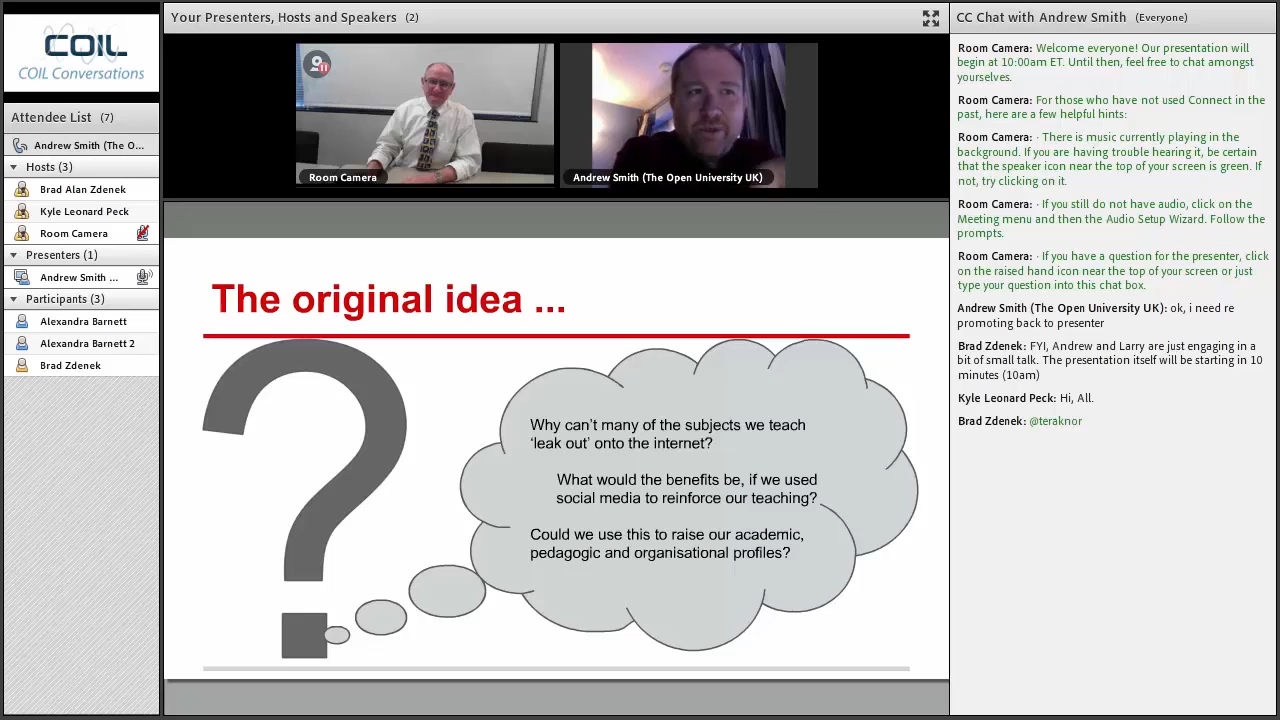 COIL
COIL Conversations
Attendee List (7)
Andrew Smith (The O...
Hosts (3)
Brad Alan Zdenek
Kyle Leonard Peck
Room Camera
Presenters (1)
Andrew Smith ...
Participants (3)
Alexandra Barnett
Alexandra Barnett 2
Brad Zdenek
Your Presenters, Hosts and Speakers (2)
Room Camera
Andrew Smith (The Open University UK)
The original idea ...
Why can't many of the subjects we teach
‘leak out’ onto the internet?
What would the benefits be, if we used
social media to reinforce our teaching?
Could we use this to raise our academic,
pedagogic and organisational profiles?
CC Chat with Andrew Smith (Everyone)
Room Camera: Welcome everyone! Our presentation will
begin at 10:00am ET. Until then, feel free to chat amongst
yourselves.
Room Camera: For those who have not used Connect in the
past, here are a few helpful hints:
Room Camera: · There is music currently playing in the
background. If you are having trouble hearing it, be certain
that the speaker icon near the top of your screen is green. If
not, try clicking on it.
Room Camera: · If you still do not have audio, click on the
Meeting menu and then the Audio Setup Wizard. Follow the
prompts.
Room Camera: · If you have a question for the presenter, click
on the raised hand icon near the top of your screen or just
type your question into this chat box.
Andrew Smith (The Open University UK): ok, i need re
promoting back to presenter
Brad Zdenek: FYI, Andrew and Larry are just engaging in a
bit of small talk. The presentation itself will be starting in 10
minutes (10am)
Kyle Leonard Peck: Hi, All.
Brad Zdenek: @teraknor